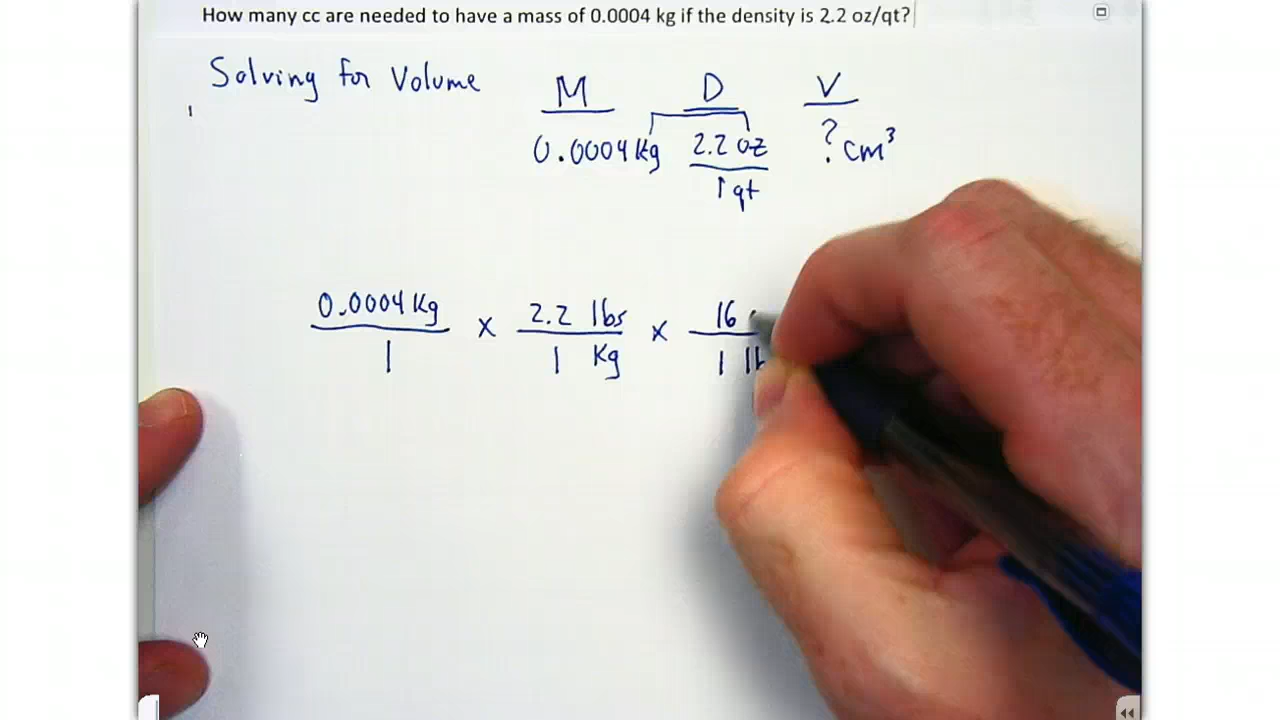 How many cc are needed to have a mass of 0.0004 kg if the density is 2.2 oz/qt?
Solving for Volume M D V
0.0004 Kg 2.2 oz ? cm³
1 qt
0.0004 Kg x 2.2 lbs x 16
1 1 Kg 1 lb